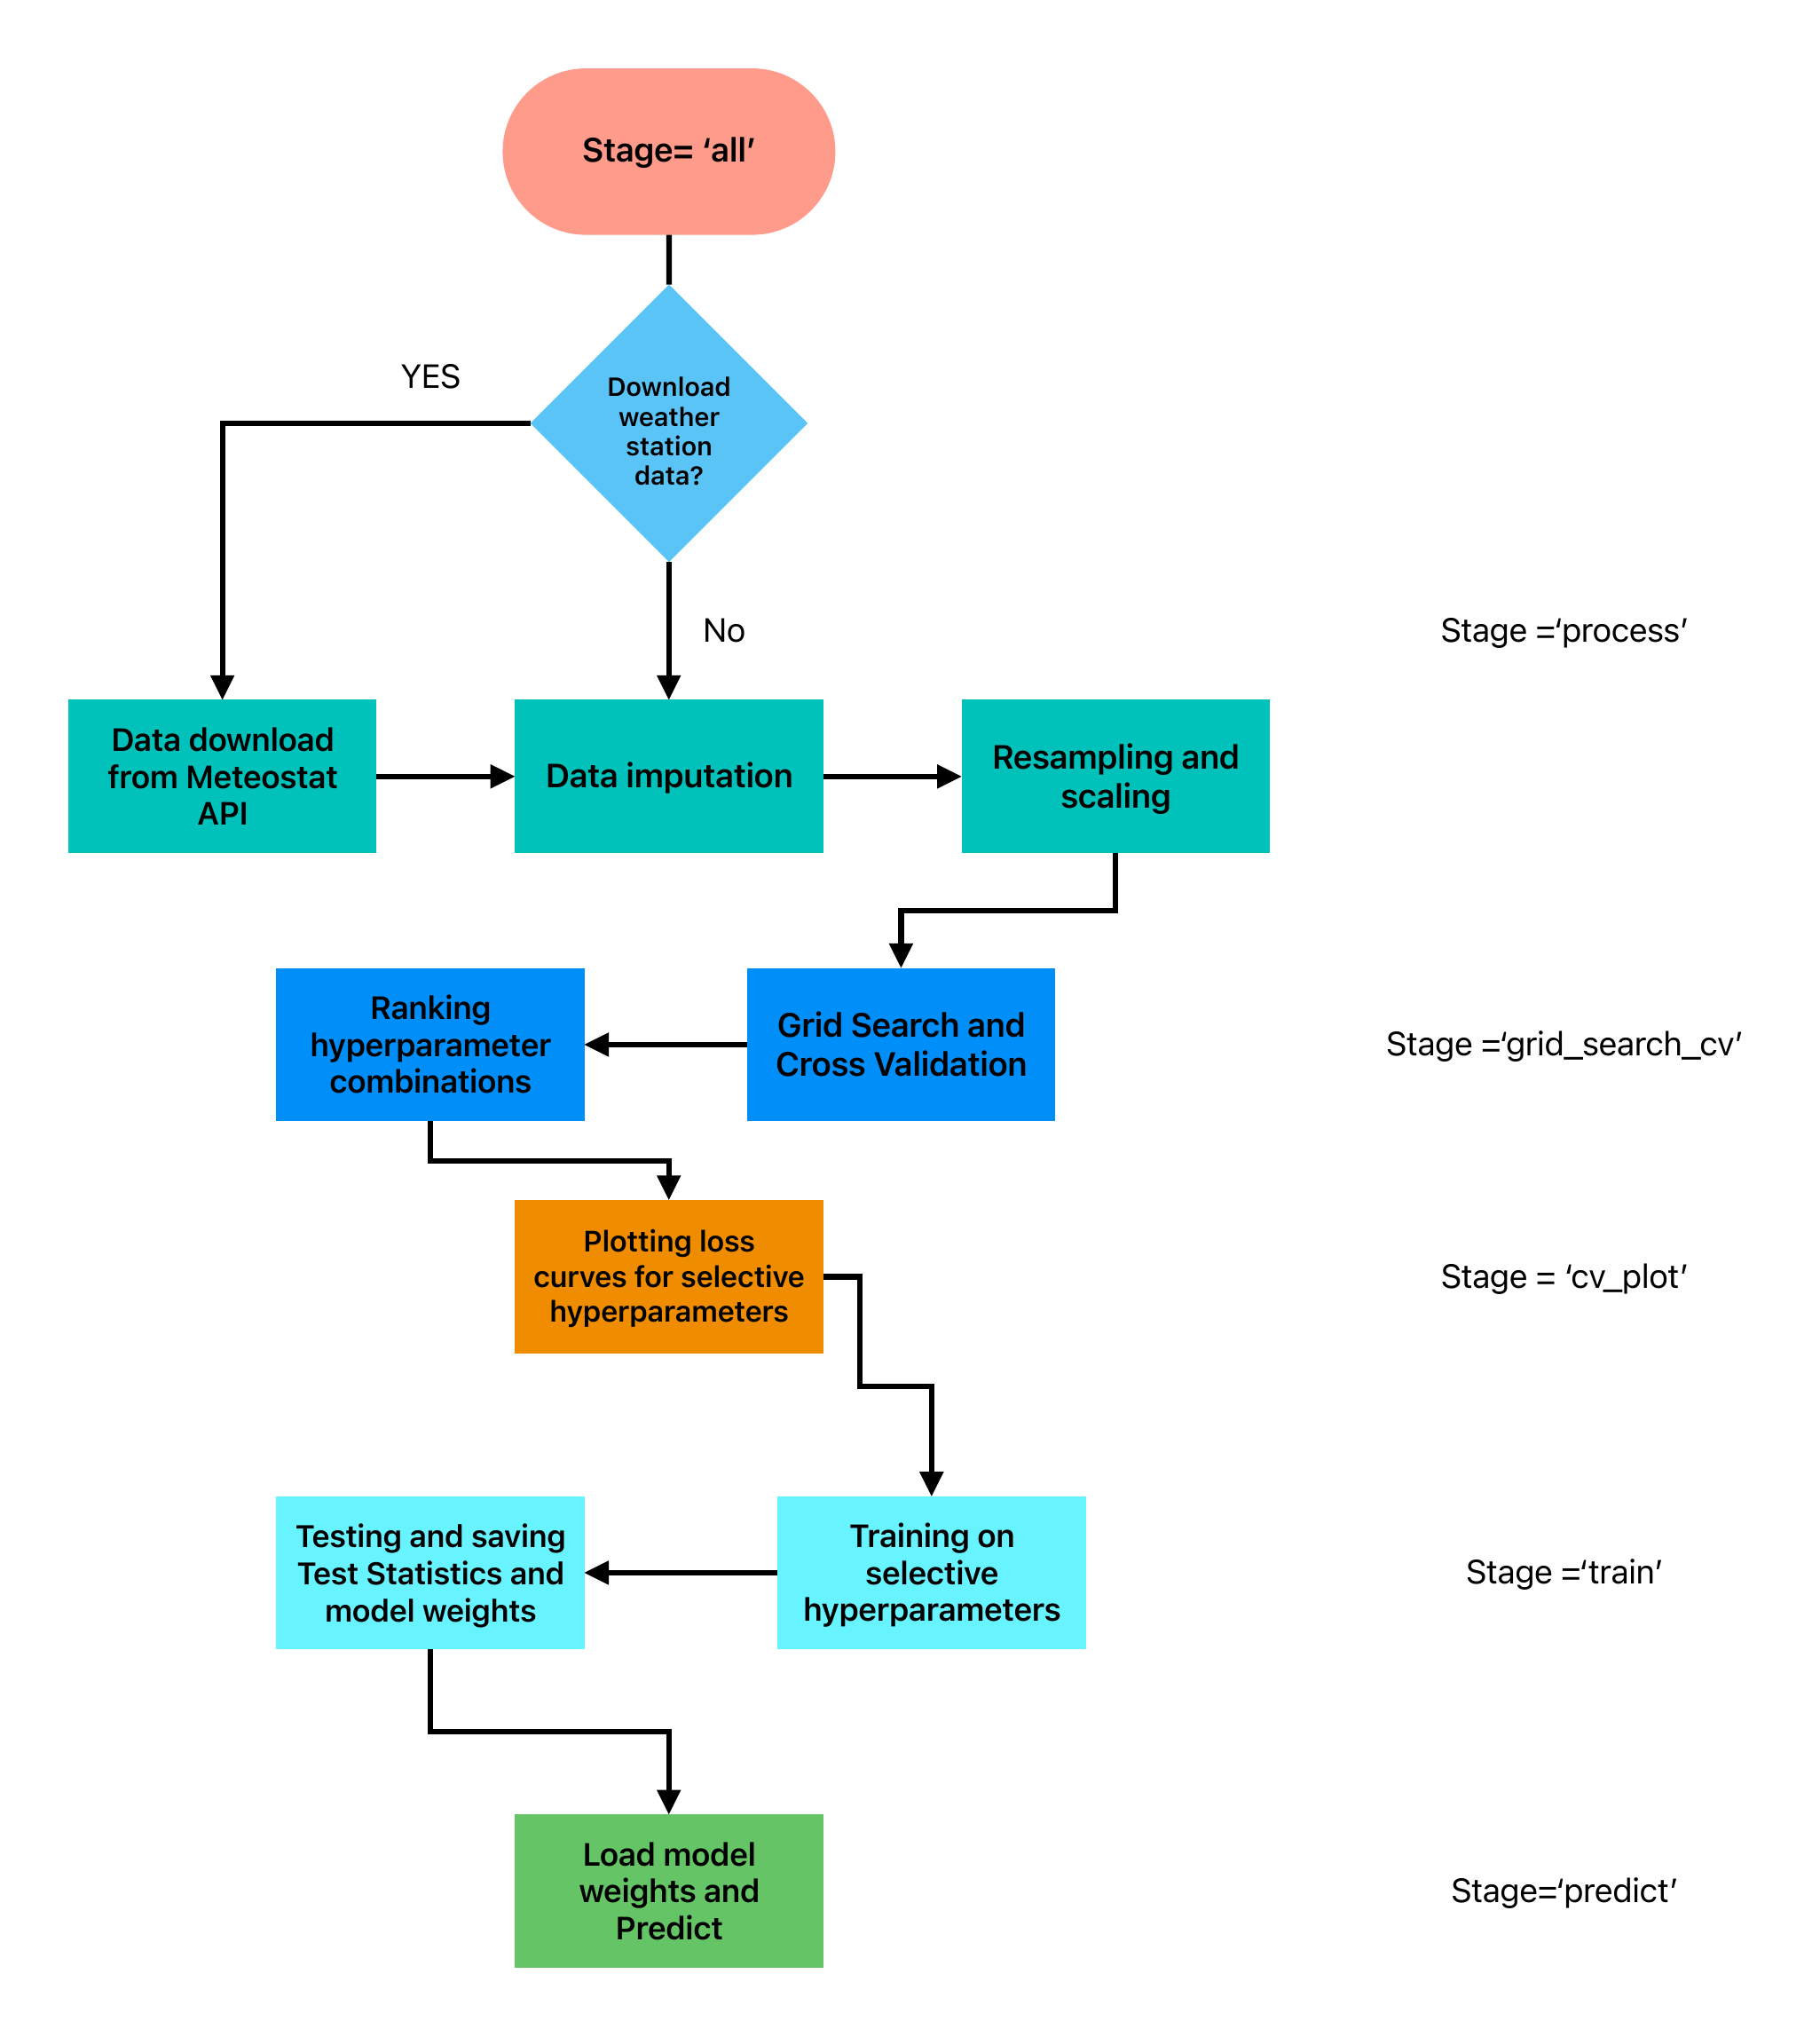 Stage= ‘all’
YES
Download
weather
station
data?
No
Stage =‘process’
Data download
from Meteostat
API
Data imputation
Resampling and
scaling
Ranking
hyperparameter
combinations
Grid Search and
Cross Validation
Stage =‘grid_search_cv’
Plotting loss
curves for selective
hyperparameters
Stage = ‘cv_plot’
Testing and saving
Test Statistics and
model weights
Training on
selective
hyperparameters
Stage =‘train’
Load model
weights and
Predict
Stage=‘predict’